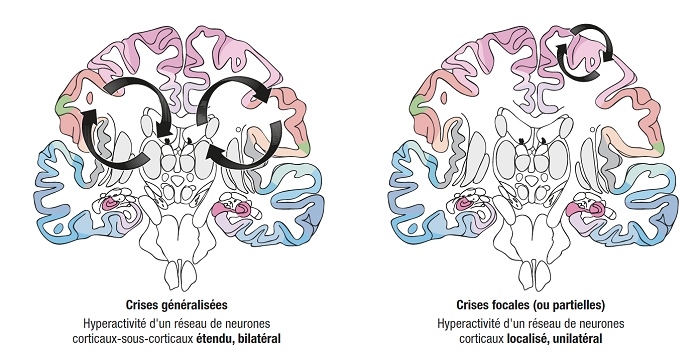 Crises généralisées
Hyperactivité d'un réseau de neurones
corticaux-sous-corticaux étendu, bilatéral
Crises focales (ou partielles)
Hyperactivité d'un réseau de neurones
corticaux localisé, unilatéral